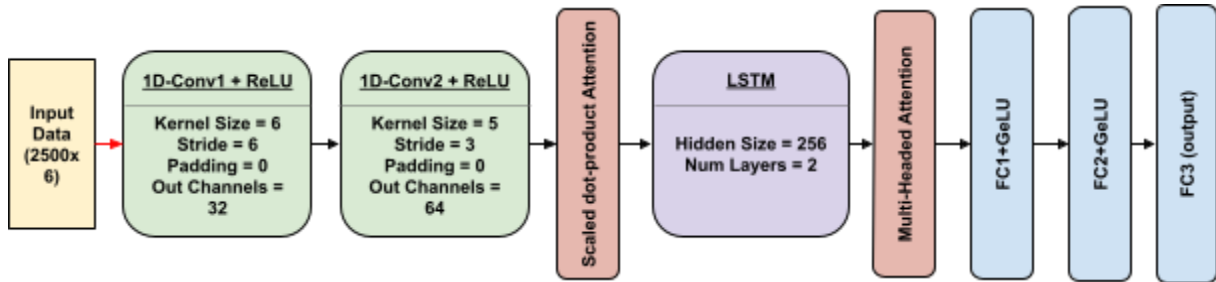 Input
Data
(2500x
6)
1D-Conv1 + ReLU
Kernel Size = 6
Stride = 6
Padding = 0
Out Channels =
32
1D-Conv2 + ReLU
Kernel Size = 5
Stride = 3
Padding = 0
Out Channels =
64
Scaled dot-product Attention
LSTM
Hidden Size = 256
Num Layers = 2
Multi-Headed Attention
FC1+GeLU
FC2+GeLU
FC3 (output)